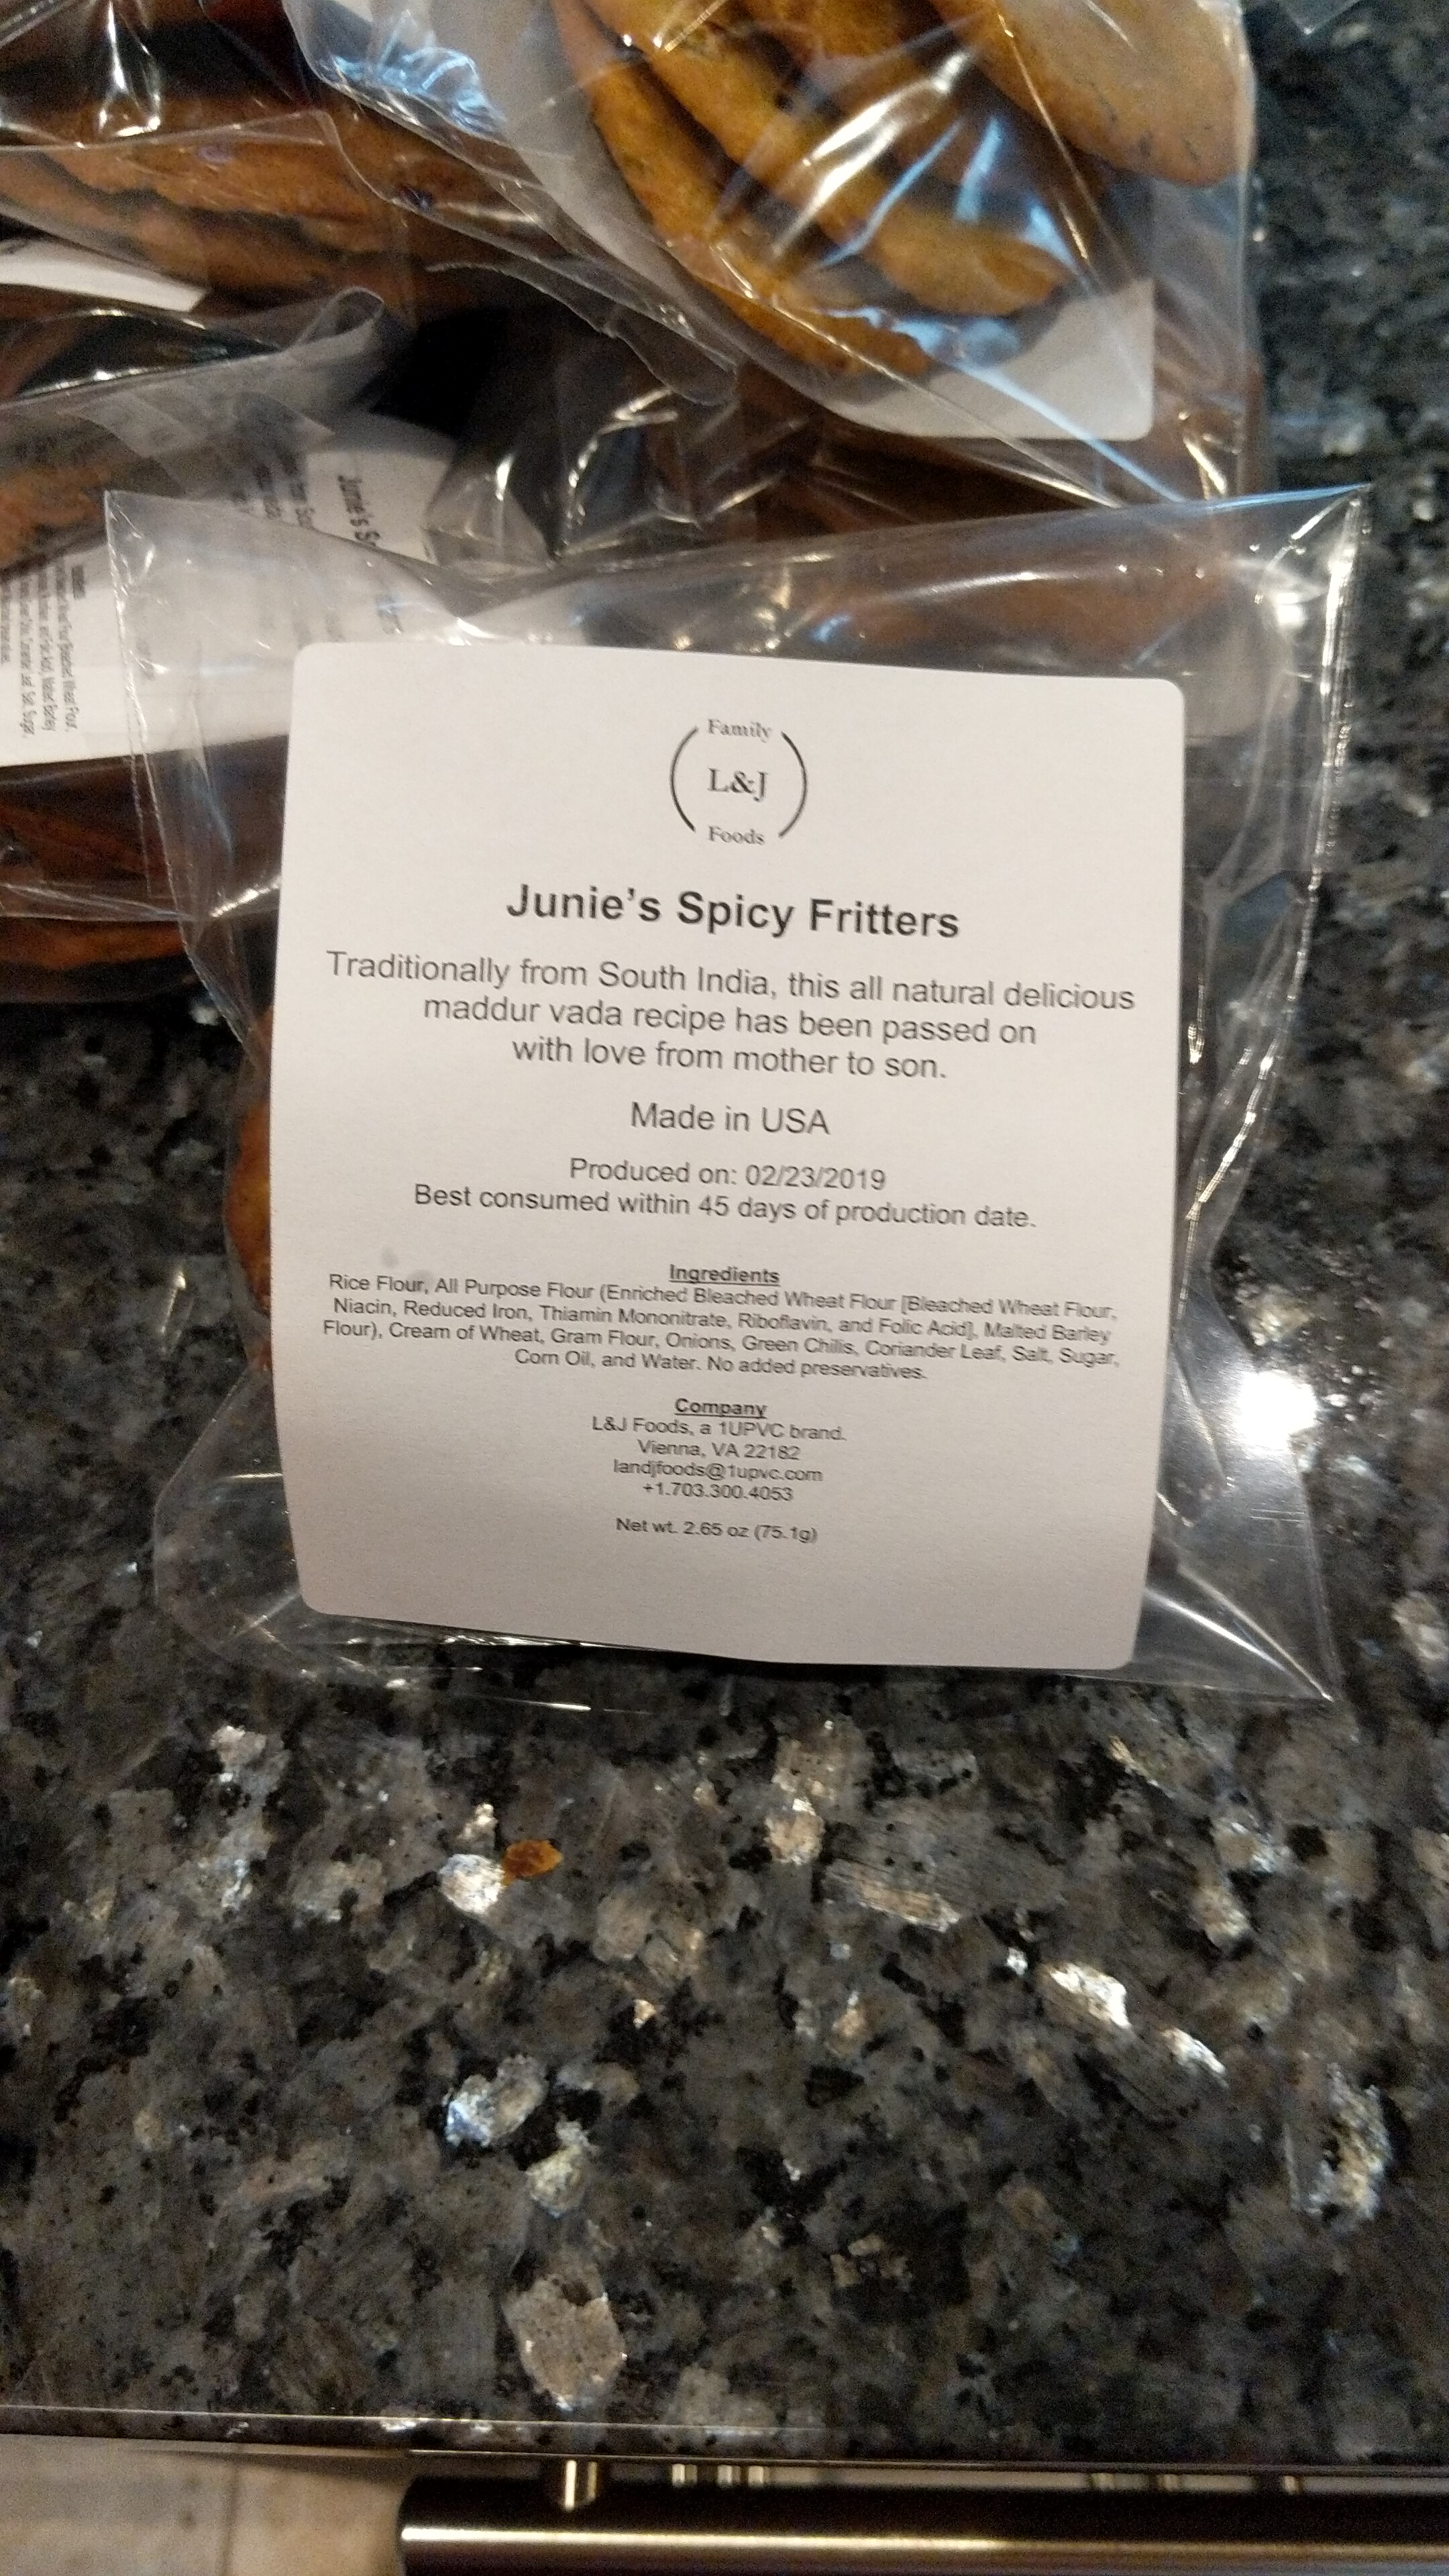 Family
L&J
Foods
Junie's Spicy Fritters
Traditionally from South India, this all natural delicious
maddur vada recipe has been passed on
with love from mother to son.
Made in USA
Produced on: 02/23/2019
Best consumed within 45 days of production date.
Ingredients
Rice Flour, All Purpose Flour (Enriched Bleached Wheat Flour [Bleached Wheat Flour,
Niacin, Reduced Iron, Thiamin Mononitrate, Riboflavin, and Folic Acid], Malted Barley
Flour), Cream of Wheat, Gram Flour, Onions, Green Chilis, Coriander Leaf, Salt, Sugar,
Corn Oil, and Water. No added preservatives.
Company
L&J Foods, a 1UPVC brand.
Vienna, VA 22182
landjfoods@1upvc.com
+1.703.300.4053
Net wt. 2.65 oz (75.1g)
Junie's